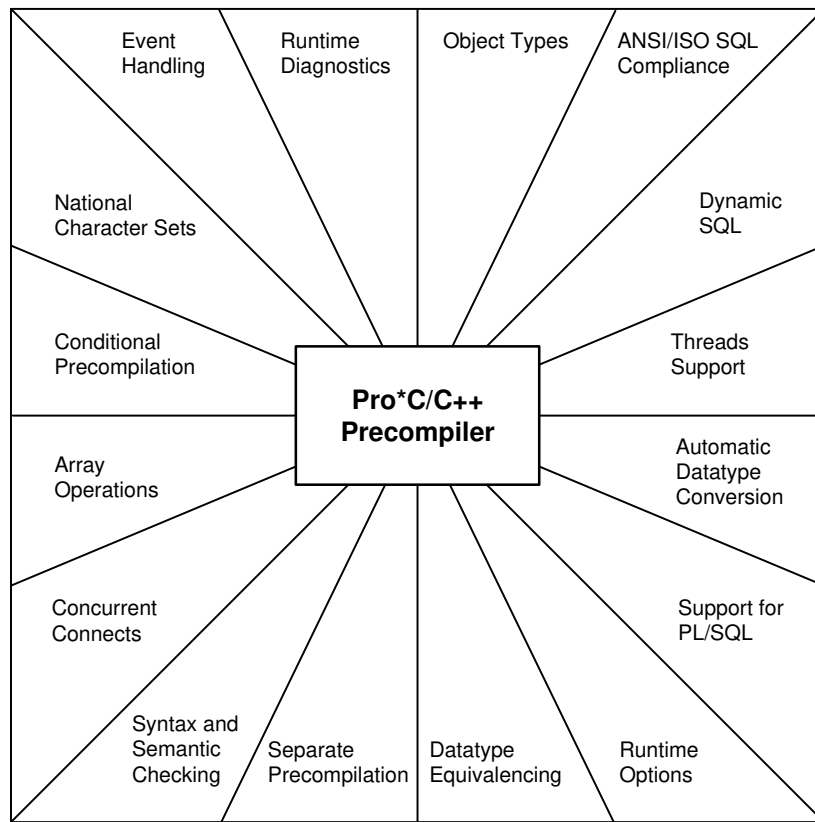 Event
Handling
Runtime
Diagnostics
Object Types
ANSI/ISO SQL
Compliance
National
Character Sets
Dynamic
SQL
Conditional
Precompilation
Threads
Support
Pro*C/C++
Precompiler
Array
Operations
Automatic
Datatype
Conversion
Concurrent
Connects
Support for
PL/SQL
Syntax and
Semantic
Checking
Separate
Precompilation
Datatype
Equivalencing
Runtime
Options